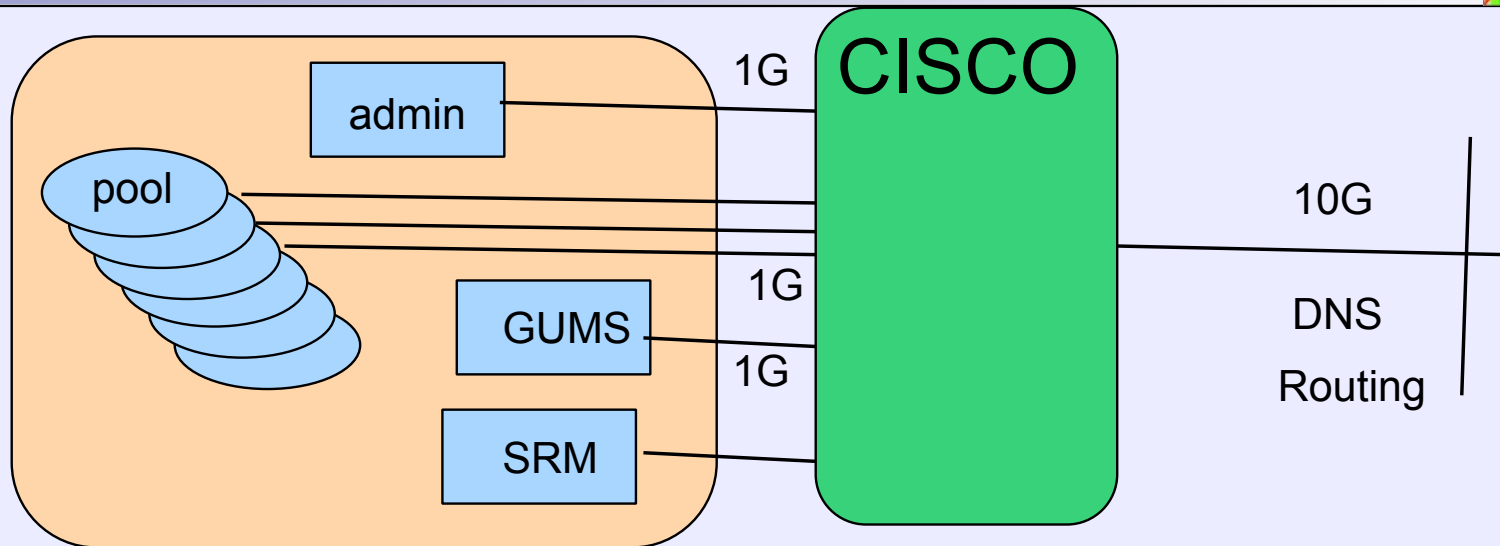 1G
CISCO
admin
pool
10G
1G
GUMS
DNS
1G
Routing
SRM